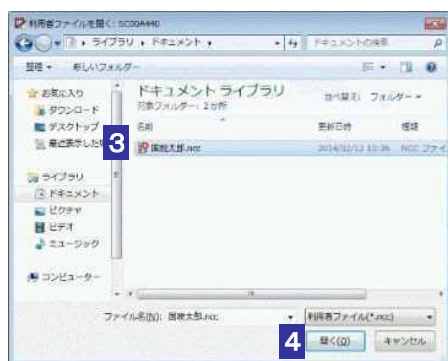 利用者ファイルを開く: SC00A440
ライブラリ ▸ ドキュメント ▸
ドキュメントの検索
整理 ▾ 新しいフォルダー
お気に入り
ダウンロード
デスクトップ
最近表示した場
ライブラリ
ドキュメント
ピクチャ
ビデオ
ミュージック
コンピューター
ドキュメント ライブラリ
対象フォルダー: 2か所
並べ替え: フォルダー ▾
名前 更新日時 種類
3
国税太郎.ncc 2014/02/12 13:36 NCC ファイ
ファイル名(N): 国税太郎.ncc
利用者ファイル(*.ncc)
4
開く(O) キャンセル